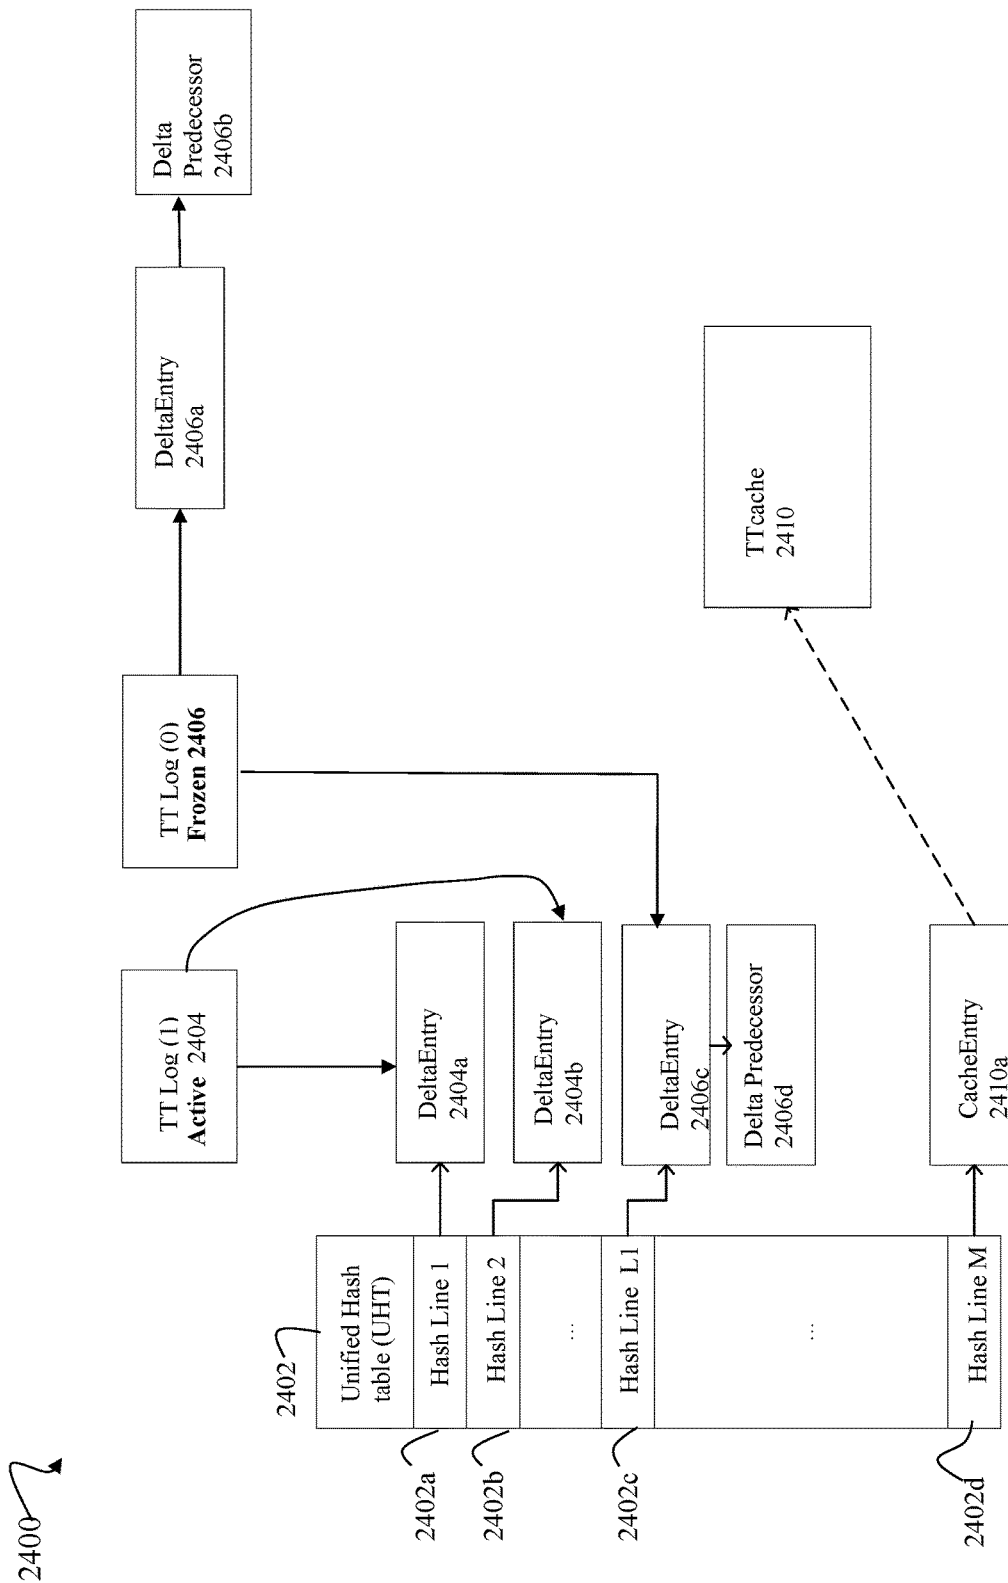 2400
2402
Unified Hash
table (UHT)
2402a
Hash Line 1
2402b
Hash Line 2
...
2402c
Hash Line L1
...
2402d
Hash Line M
TT Log (1)
Active 2404
DeltaEntry
2404a
DeltaEntry
2404b
DeltaEntry
2406c
Delta Predecessor
2406d
CacheEntry
2410a
TT Log (0)
Frozen 2406
DeltaEntry
2406a
Delta
Predecessor
2406b
TTcache
2410